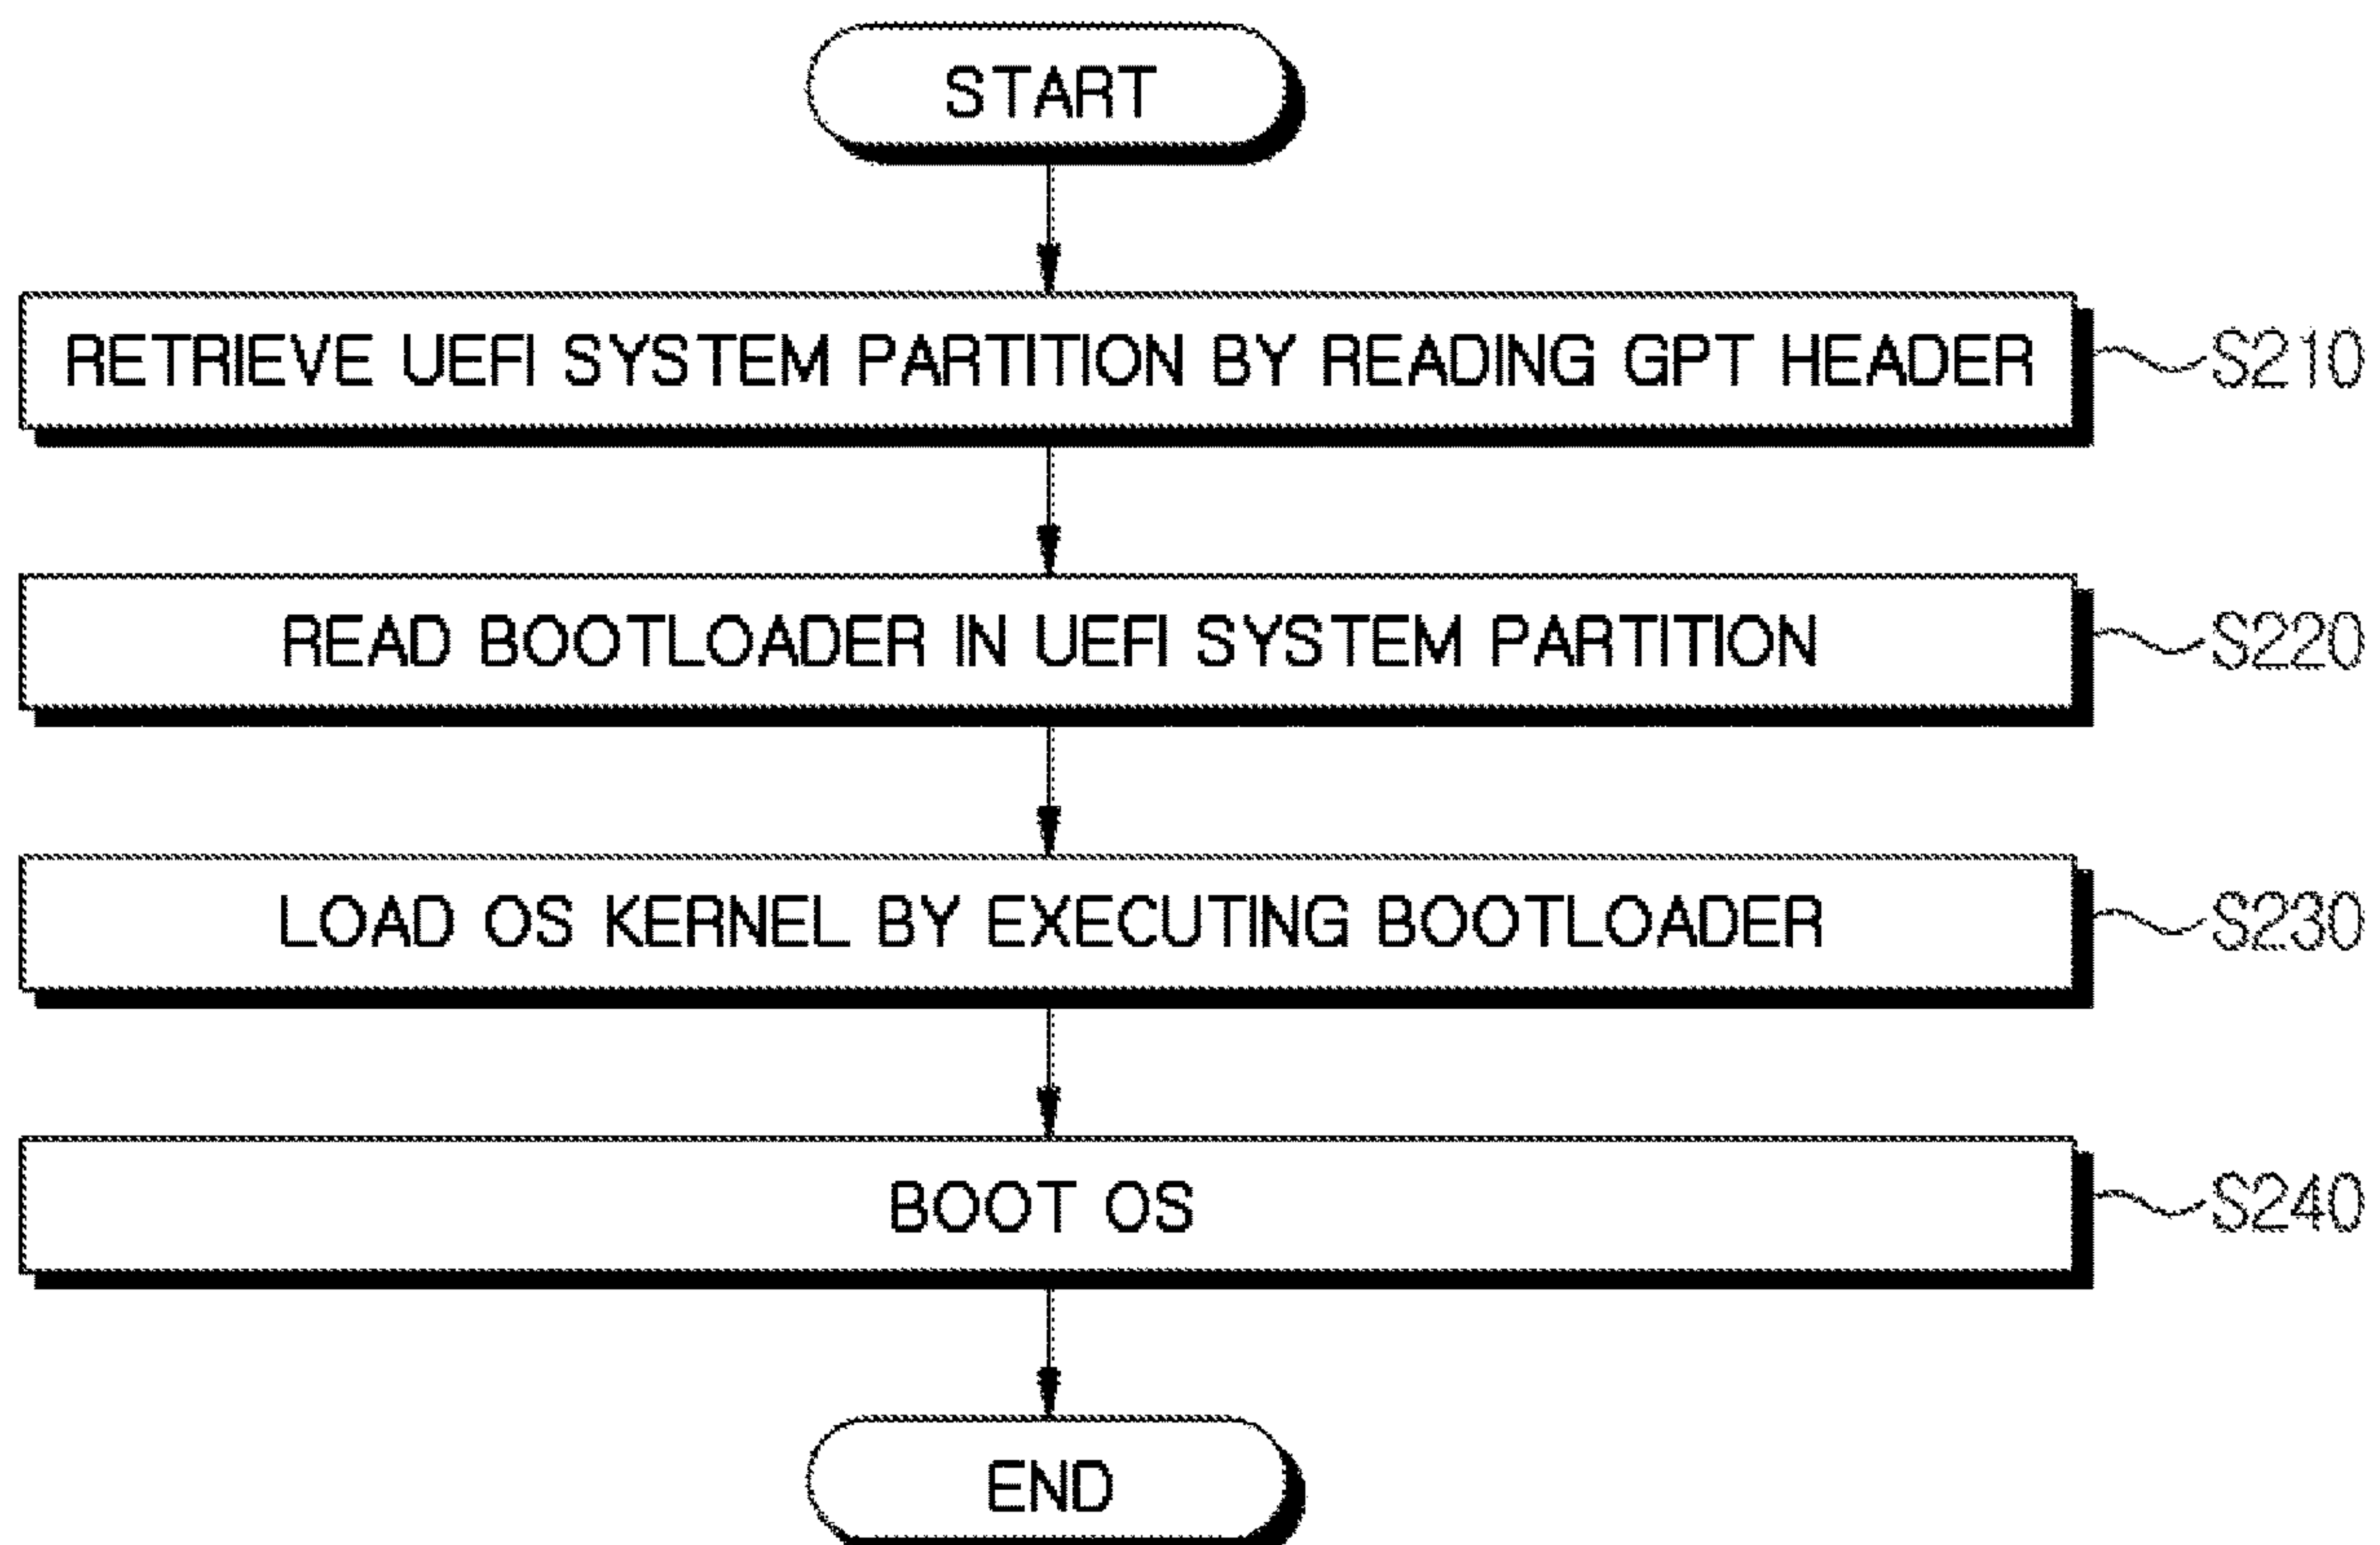 START
RETRIEVE UEFI SYSTEM PARTITION BY READING GPT HEADER
S210
READ BOOTLOADER IN UEFI SYSTEM PARTITION
S220
LOAD OS KERNEL BY EXECUTING BOOTLOADER
S230
BOOT OS
S240
END